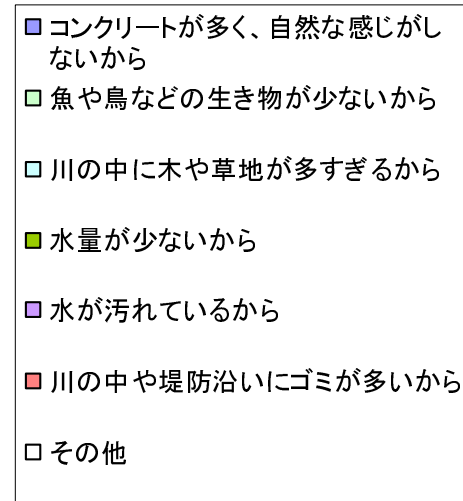 コンクリートが多く、自然な感じがし
ないから
魚や鳥などの生き物が少ないから
川の中に木や草地が多すぎるから
水量が少ないから
水が汚れているから
川の中や堤防沿いにゴミが多いから
その他